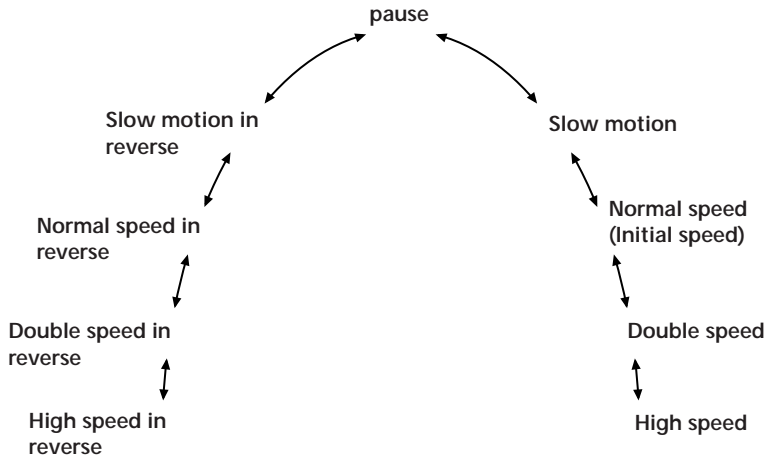 pause
Slow motion in
reverse
Slow motion
Normal speed in
reverse
Normal speed
(Initial speed)
Double speed in
reverse
Double speed
High speed in
reverse
High speed